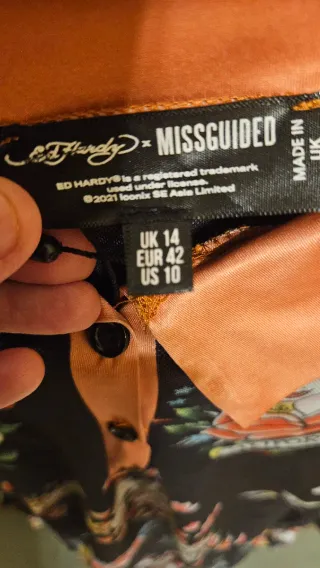 Ed Hardy x MISSGUIDED
ED HARDY® is a registered trademark
used under license.
©2021 Iconix SE Asia Limited
MADE IN
UK
UK 14
EUR 42
US 10